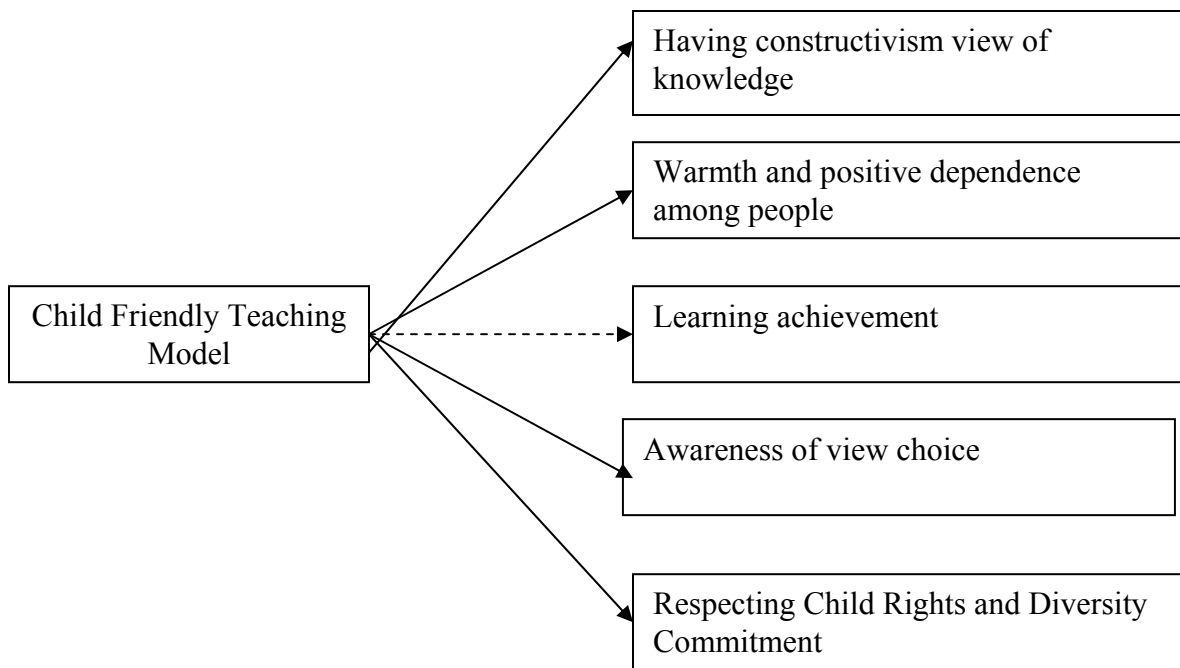 Having constructivism view of
knowledge
Warmth and positive dependence
among people
Child Friendly Teaching
Model
Learning achievement
Awareness of view choice
Respecting Child Rights and Diversity
Commitment